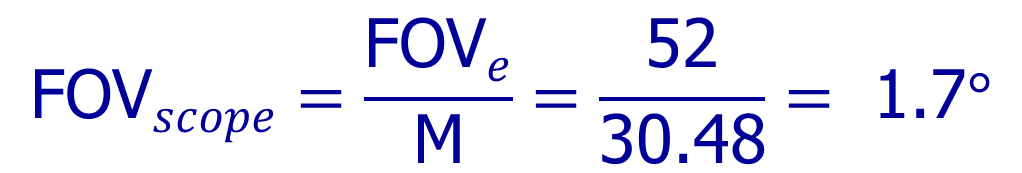 FOV_scope = FOV_e / M = 52 / 30.48 = 1.7°